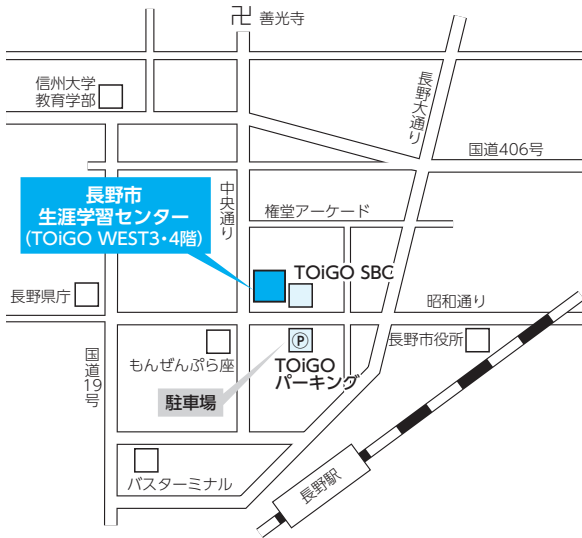 卍 善光寺
信州大学
教育学部
長野大通り
国道406号
長野市
生涯学習センター
(TOiGO WEST3・4階)
中央通り
権堂アーケード
TOiGO SBC
長野県庁
昭和通り
国道19号
もんぜんぷら座
P
TOiGO
パーキング
長野市役所
駐車場
バスターミナル
長野駅